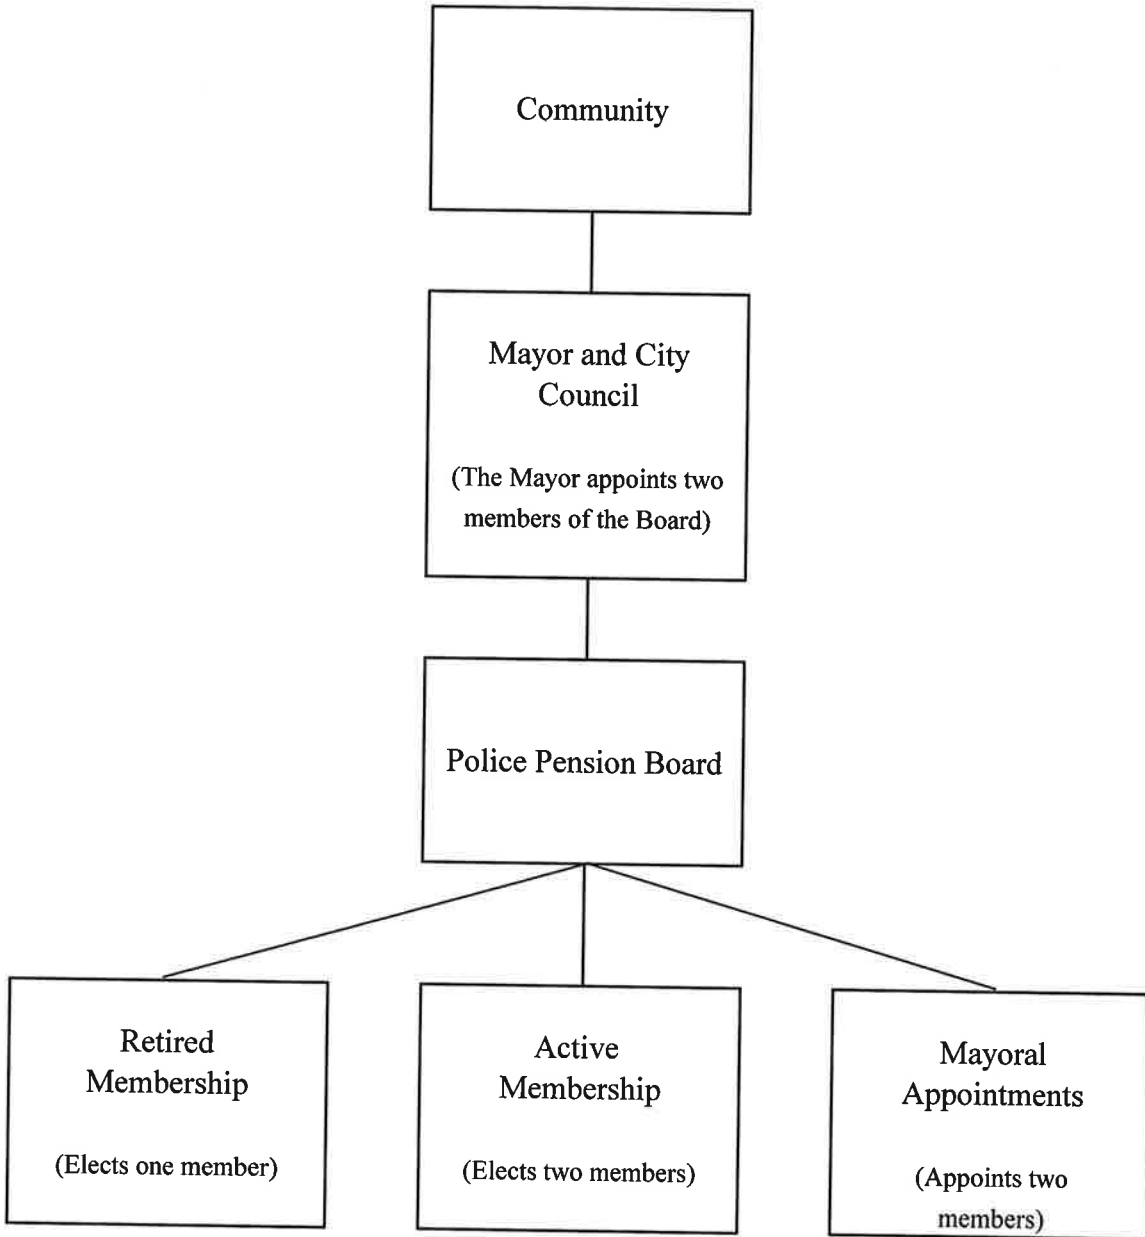 Community
Mayor and City
Council
(The Mayor appoints two
members of the Board)
Police Pension Board
Retired
Membership
(Elects one member)
Active
Membership
(Elects two members)
Mayoral
Appointments
(Appoints two
members)